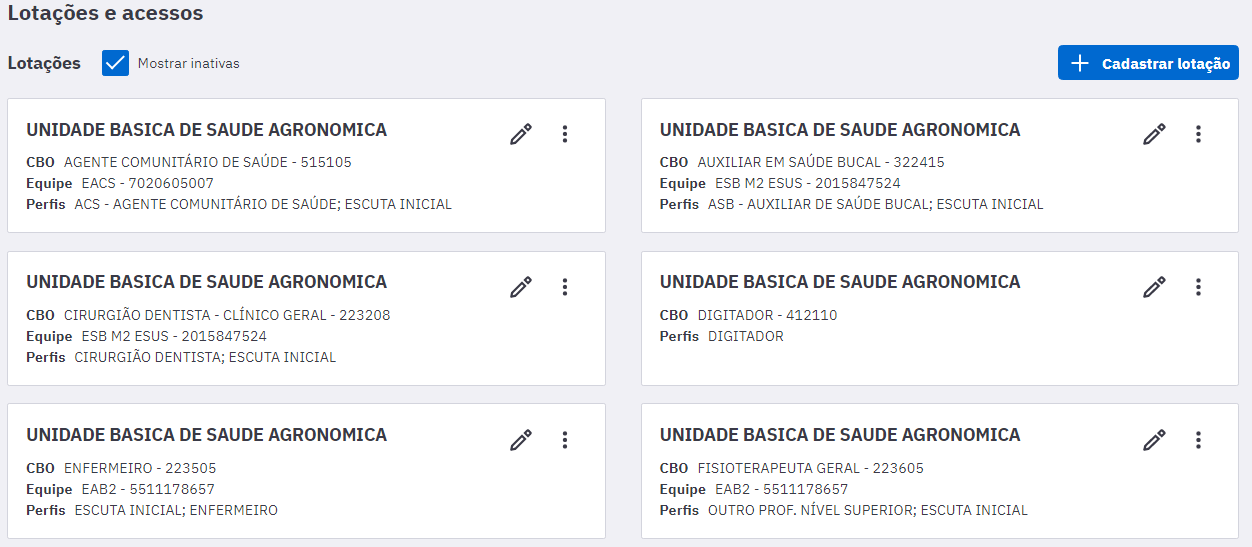 Lotações e acessos
Lotações Mostrar inativas
Cadastrar lotação
UNIDADE BASICA DE SAUDE AGRONOMICA
CBO AGENTE COMUNITÁRIO DE SAÚDE - 515105
Equipe EACS - 7020605007
Perfis ACS - AGENTE COMUNITÁRIO DE SAÚDE; ESCUTA INICIAL
UNIDADE BASICA DE SAUDE AGRONOMICA
CBO AUXILIAR EM SAÚDE BUCAL - 322415
Equipe ESB M2 ESUS - 2015847524
Perfis ASB - AUXILIAR DE SAÚDE BUCAL; ESCUTA INICIAL
UNIDADE BASICA DE SAUDE AGRONOMICA
CBO CIRURGIÃO DENTISTA - CLÍNICO GERAL - 223208
Equipe ESB M2 ESUS - 2015847524
Perfis CIRURGIÃO DENTISTA; ESCUTA INICIAL
UNIDADE BASICA DE SAUDE AGRONOMICA
CBO DIGITADOR - 412110
Perfis DIGITADOR
UNIDADE BASICA DE SAUDE AGRONOMICA
CBO ENFERMEIRO - 223505
Equipe EAB2 - 5511178657
Perfis ESCUTA INICIAL; ENFERMEIRO
UNIDADE BASICA DE SAUDE AGRONOMICA
CBO FISIOTERAPEUTA GERAL - 223605
Equipe EAB2 - 5511178657
Perfis OUTRO PROF. NÍVEL SUPERIOR; ESCUTA INICIAL